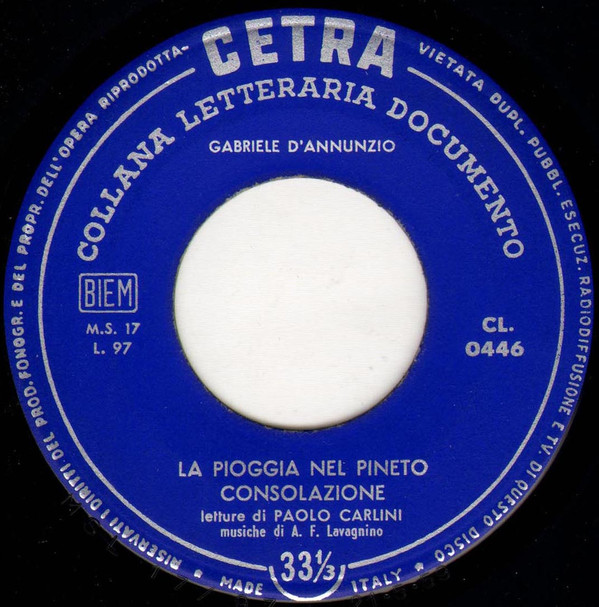 CETRA
COLLANA LETTERARIA DOCUMENTO
GABRIELE D'ANNUNZIO
BIEM
M.S. 17
L. 97
CL.
0446
LA PIOGGIA NEL PINETO
CONSOLAZIONE
letture di PAOLO CARLINI
musiche di A. F. Lavagnino
33⅓
★ MADE ITALY ★
RISERVATI I DIRITTI DEL PROD. FONOGR. E DEL PROPR. DELL'OPERA RIPRODOTTA-
VIETATA DUPL. PUBBL. ESECUZ. RADIODIFFUSIONE E TV. DI QUESTO DISCO